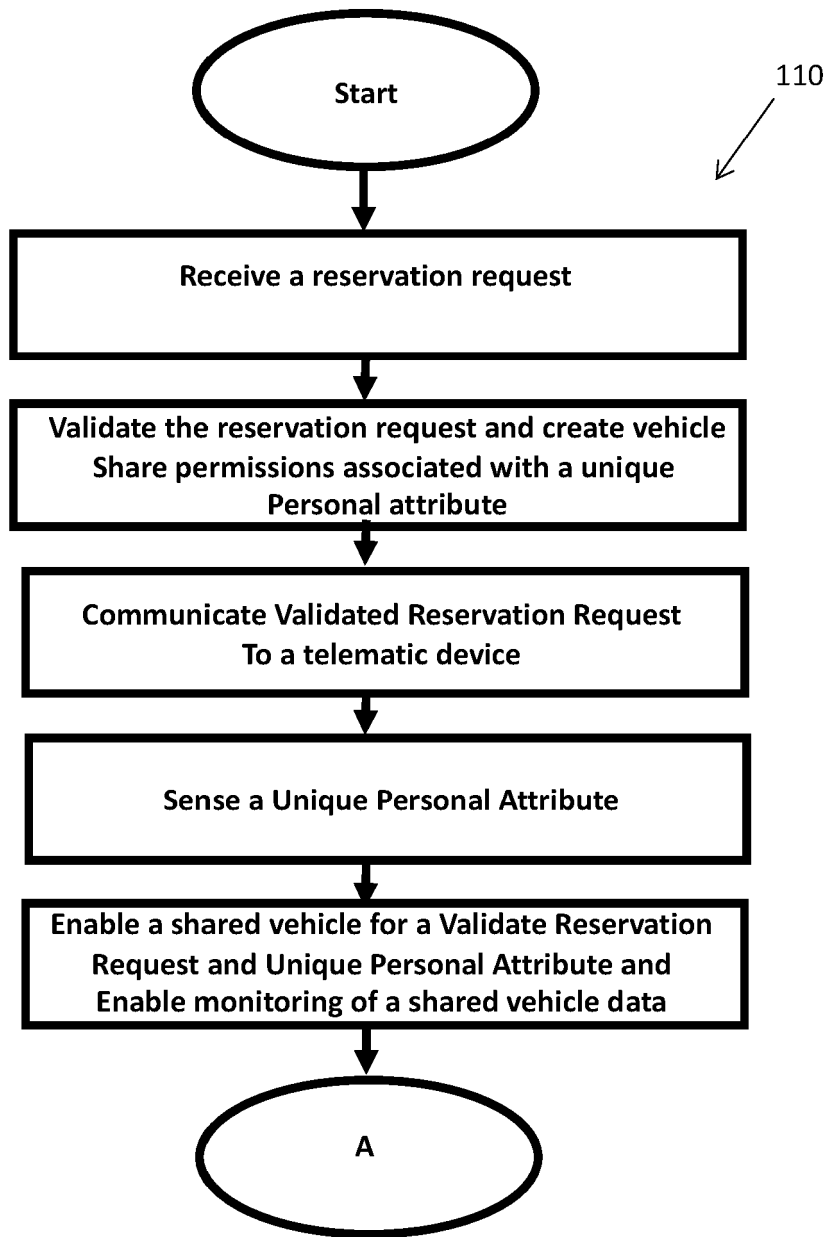 Start
110
Receive a reservation request
Validate the reservation request and create vehicle
Share permissions associated with a unique
Personal attribute
Communicate Validated Reservation Request
To a telematic device
Sense a Unique Personal Attribute
Enable a shared vehicle for a Validate Reservation
Request and Unique Personal Attribute and
Enable monitoring of a shared vehicle data
A